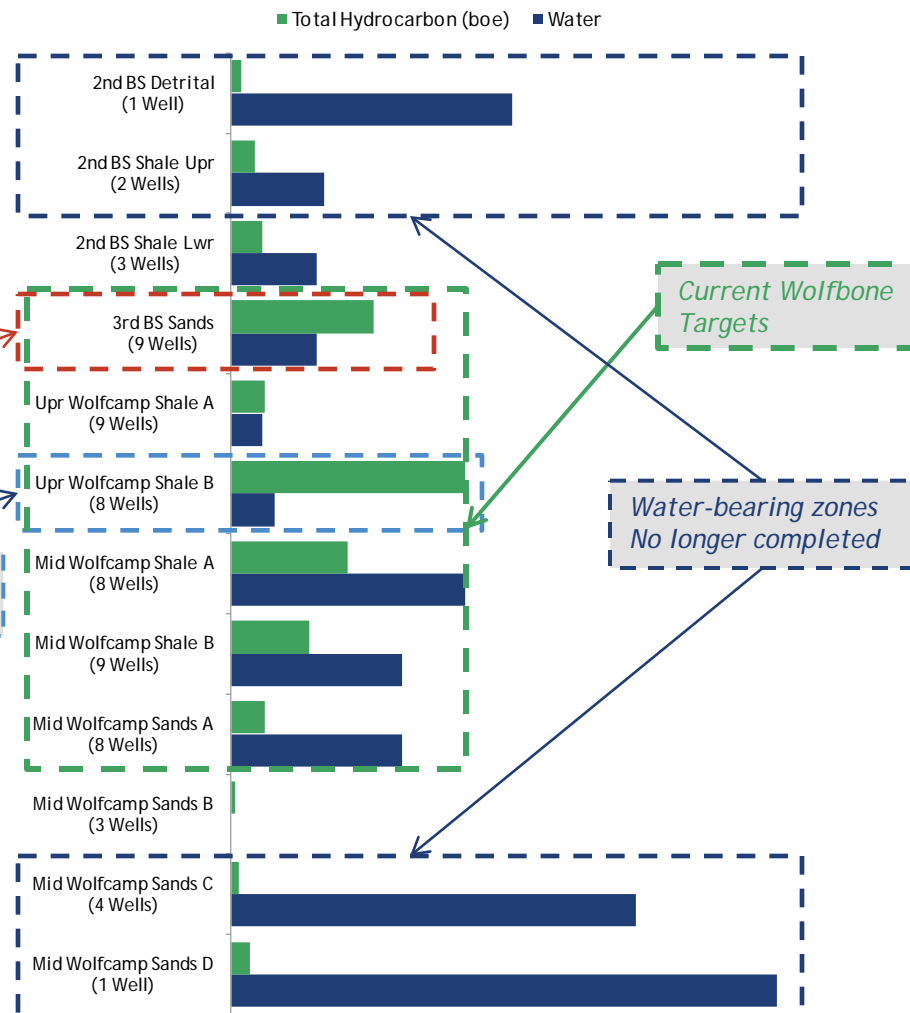 Total Hydrocarbon (boe) Water
2nd BS Detrital
(1 Well)
2nd BS Shale Upr
(2 Wells)
2nd BS Shale Lwr
(3 Wells)
3rd BS Sands
(9 Wells)
Upr Wolfcamp Shale A
(9 Wells)
Upr Wolfcamp Shale B
(8 Wells)
Mid Wolfcamp Shale A
(8 Wells)
Mid Wolfcamp Shale B
(9 Wells)
Mid Wolfcamp Sands A
(8 Wells)
Mid Wolfcamp Sands B
(3 Wells)
Mid Wolfcamp Sands C
(4 Wells)
Mid Wolfcamp Sands D
(1 Well)
Current Wolfbone
Targets
Water-bearing zones
No longer completed